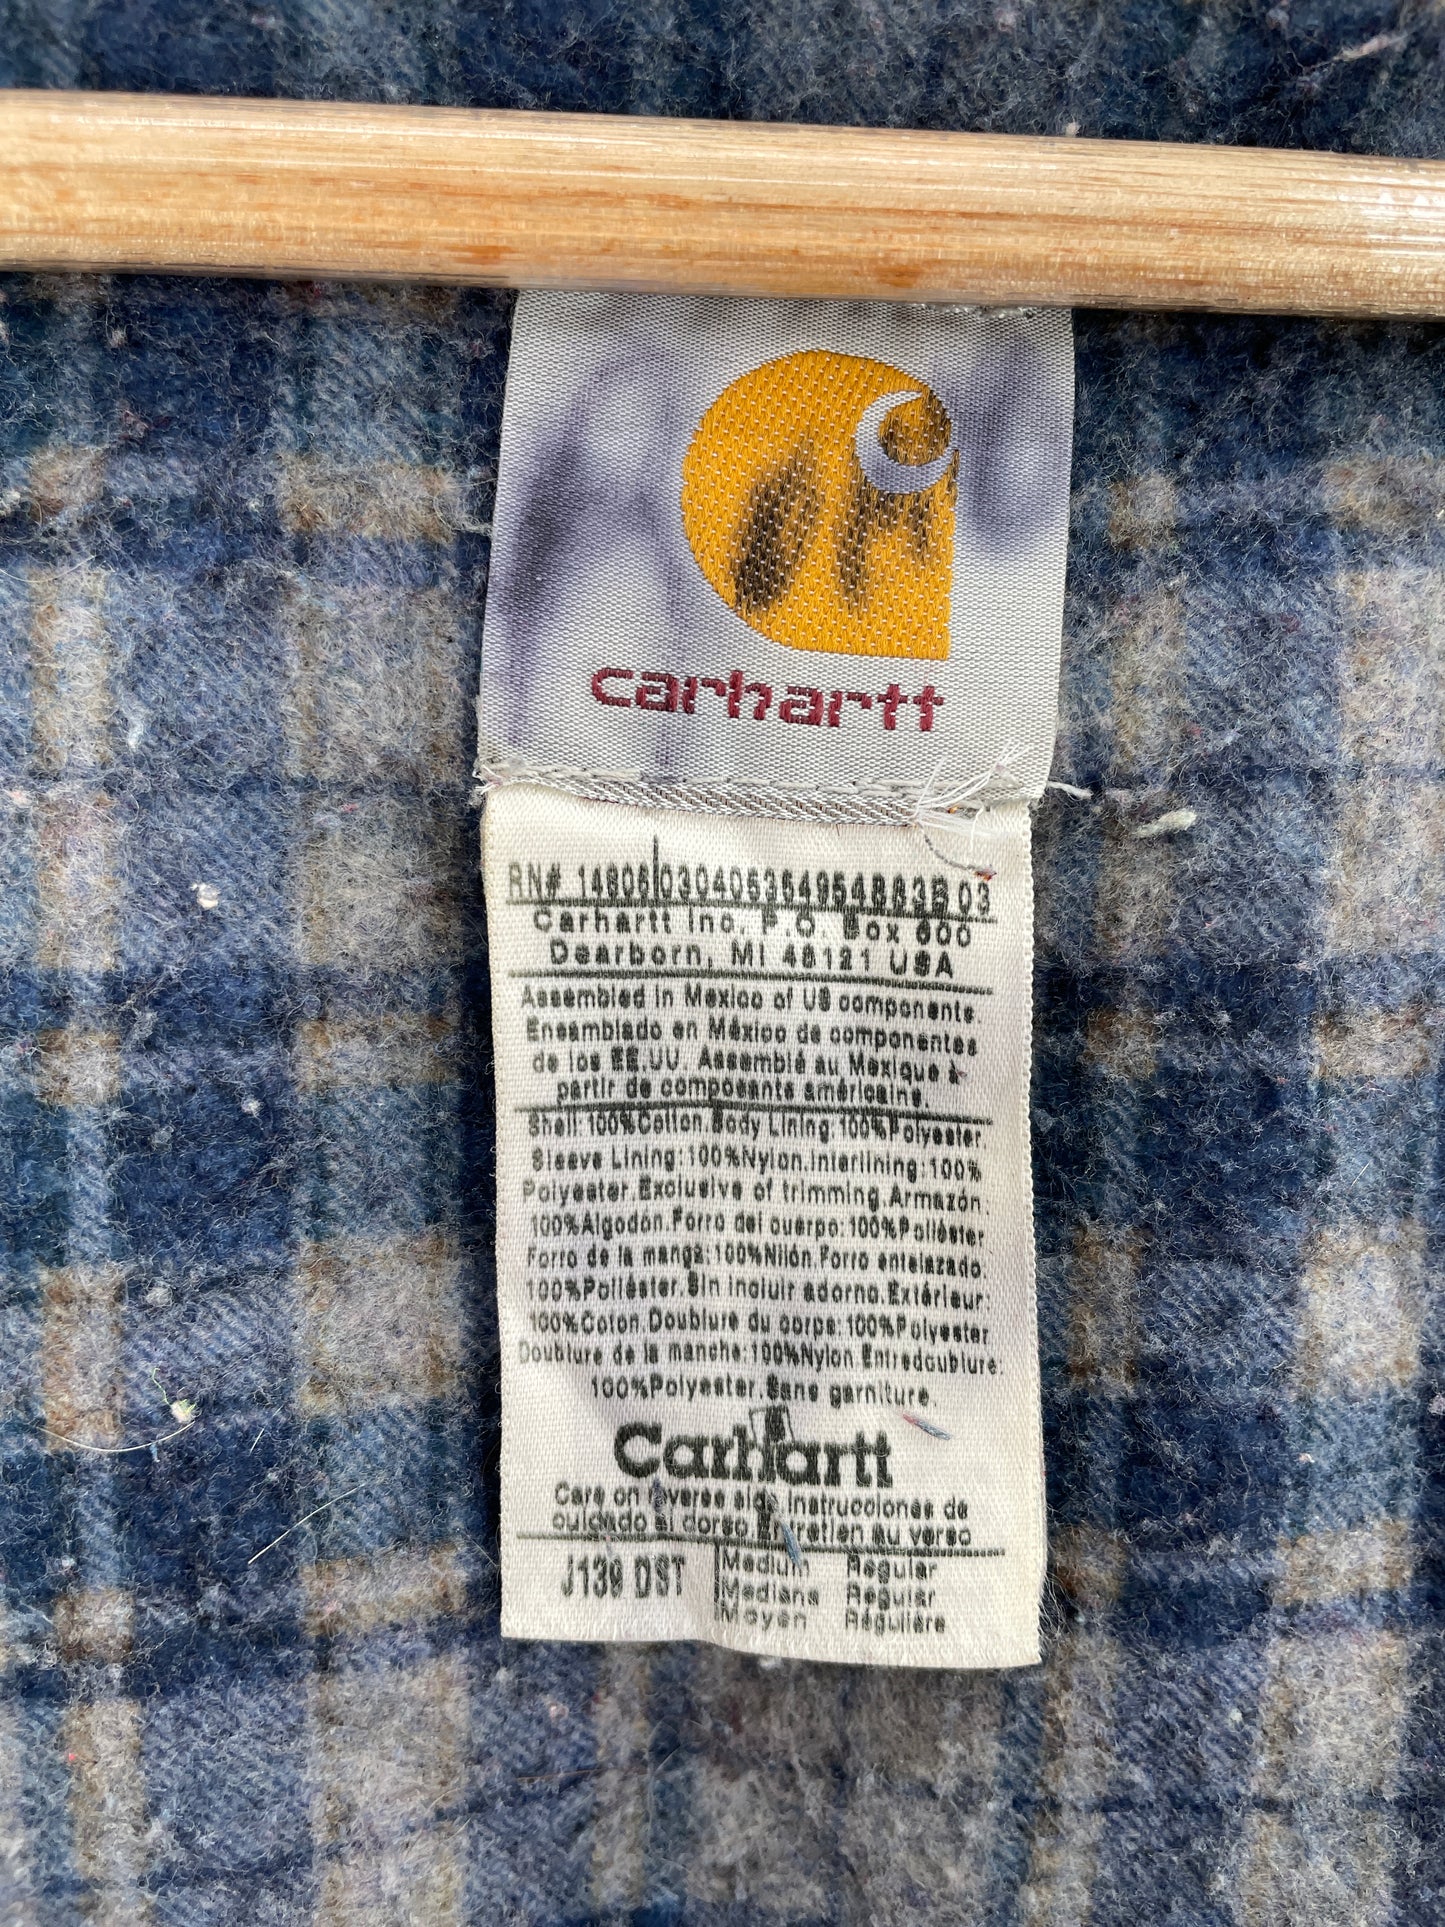 carhartt
RN# 14806 03040535495488 3B 03
Carhartt Inc. P.O. Box 600
Dearborn, MI 48121 USA
Assembled in Mexico of US components.
Ensamblado en México de componentes
de los EE.UU. Assemblé au Mexique à
partir de composants américains.
Shell:100%Cotton.Body Lining:100%Polyester.
Sleeve Lining:100%Nylon.Interlining:100%
Polyester.Exclusive of trimming.Armazón
100%Algodon.Forro del cuerpo:100%Poliéster
Forro de la manga:100%Nilón.Forro entelazado.
100%Poliéster.Sin incluir adorno.Extérieur:
100%Coton.Doublure du corps:100%Polyester
Doublure de la manche:100%Nylon.Entredoublure:
100%Polyester.Sans garniture.
Carhartt
Care on reverse side. Instrucciones de
cuidando al dorso.Entretien au verso
J139 DST Medium Regular
Mediana Regular
Moyen Régulière